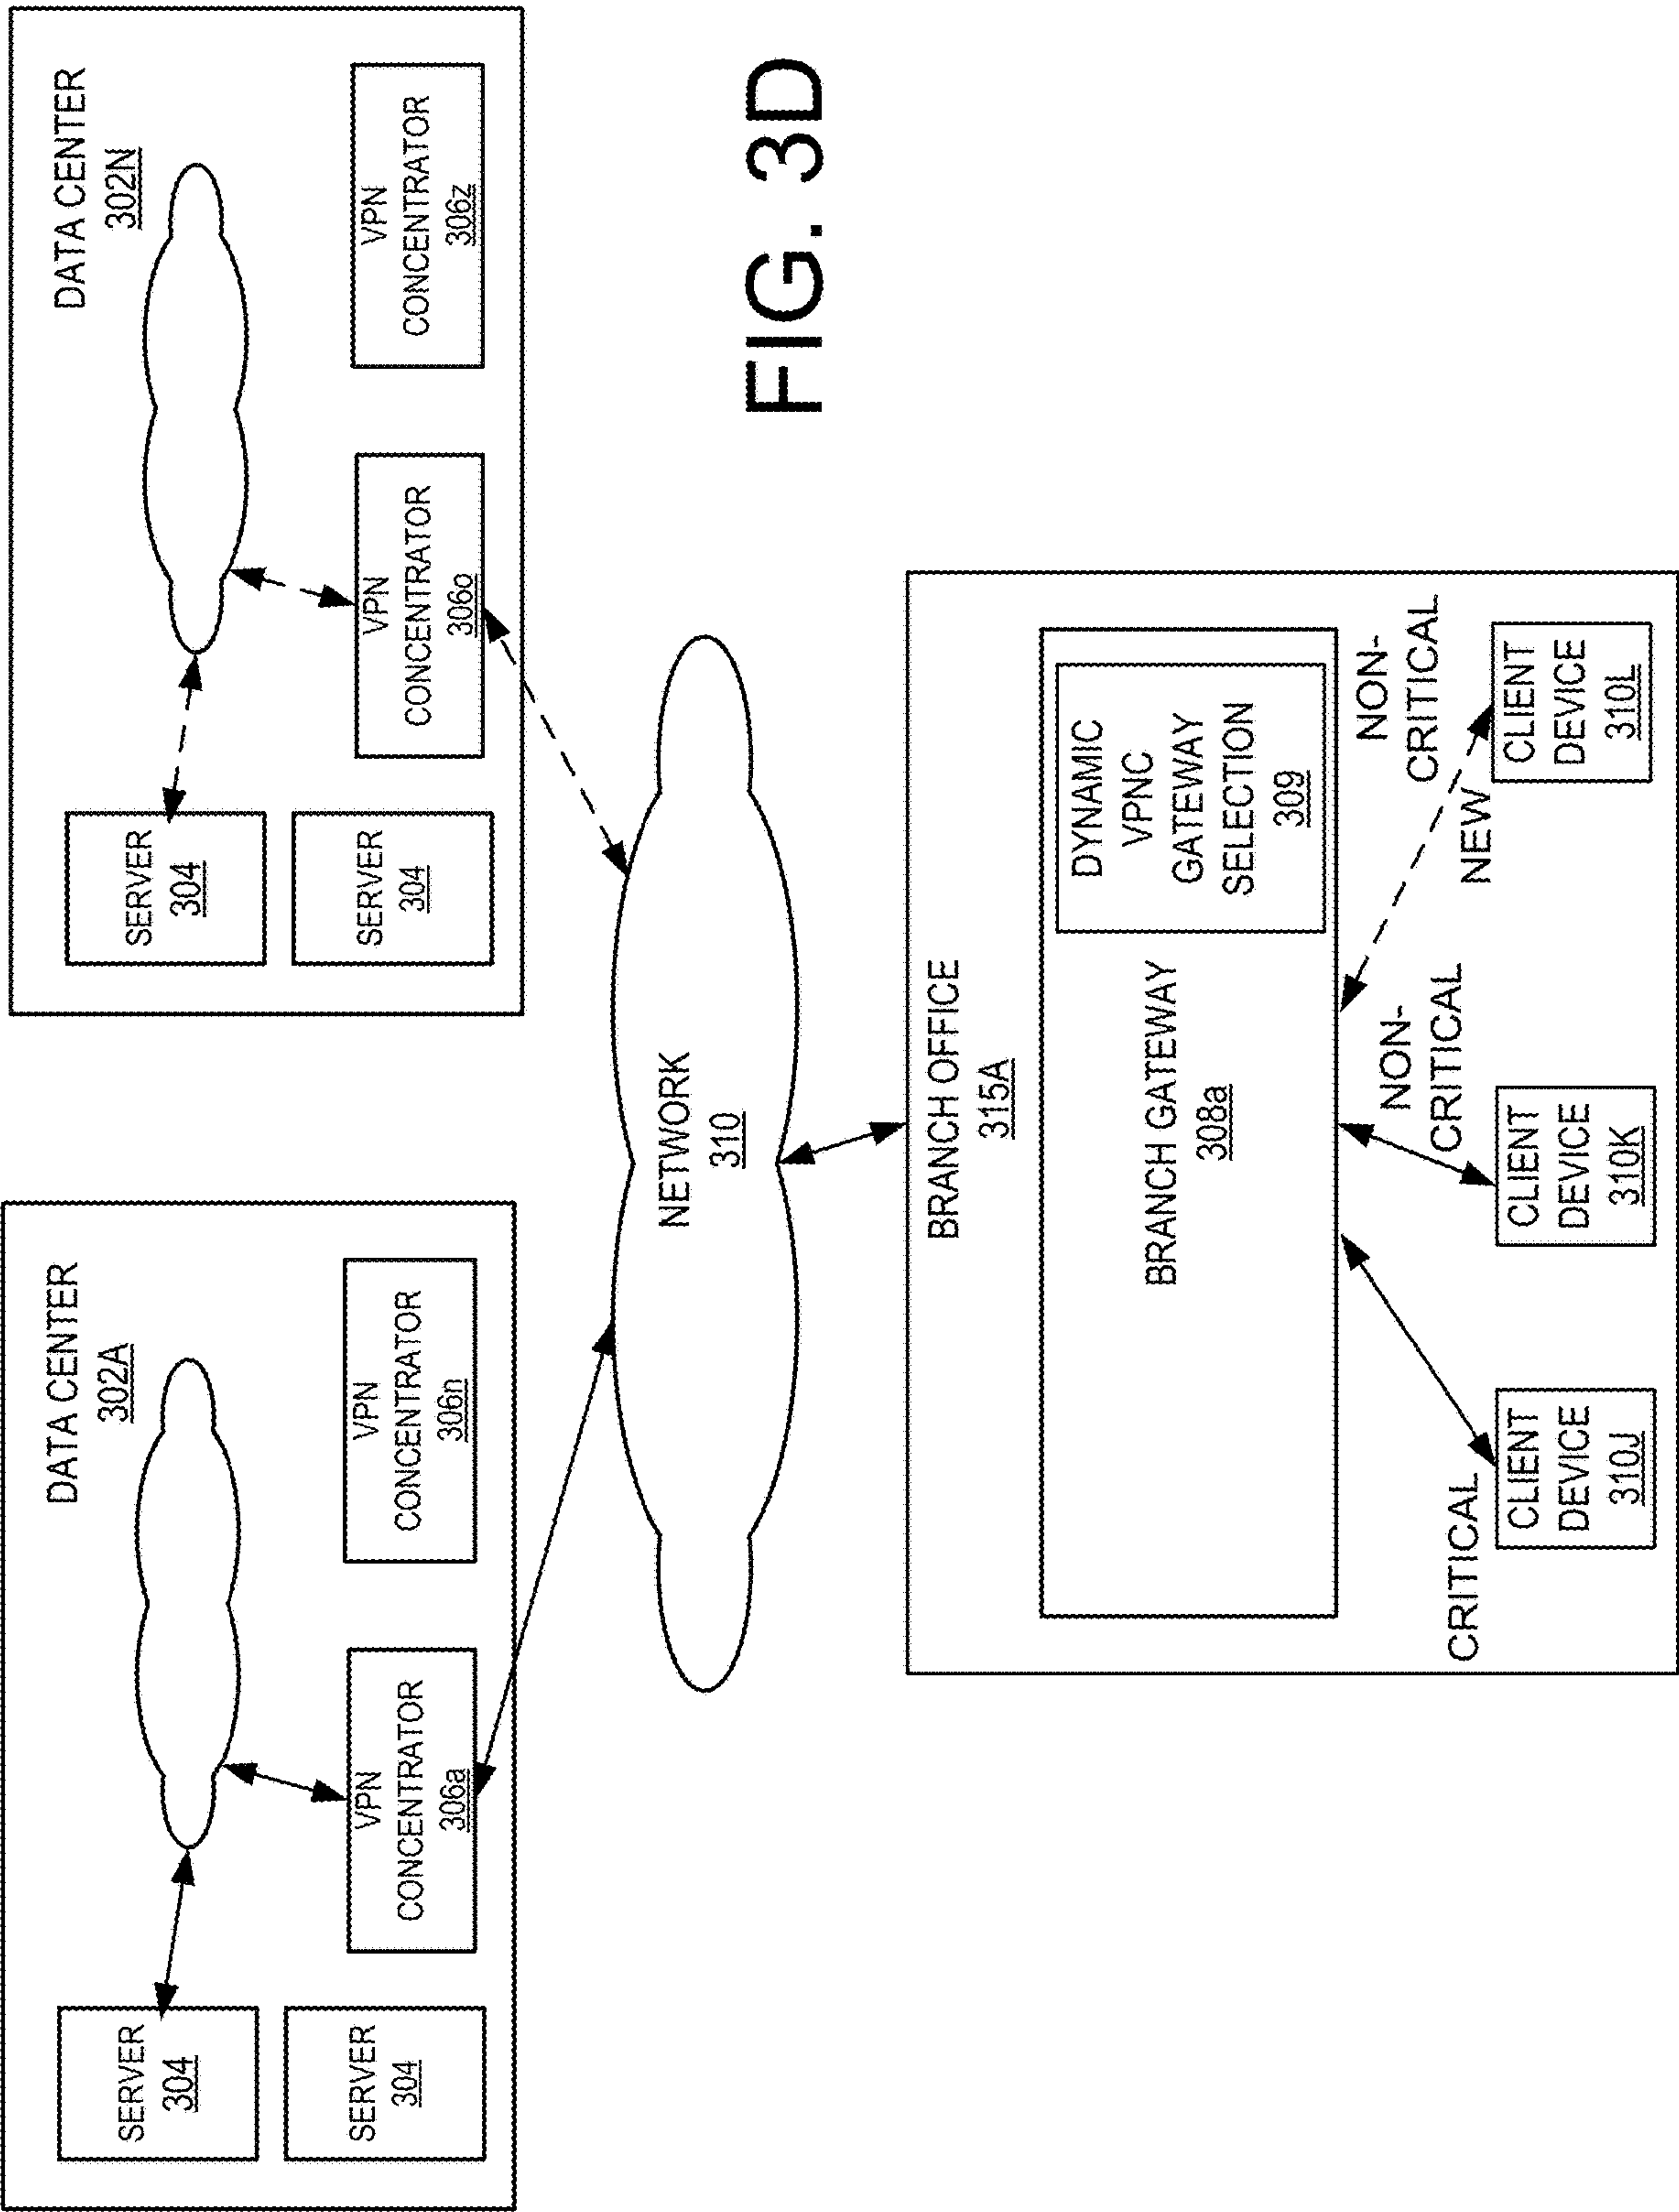 DATA CENTER
302A
SERVER
304
SERVER
304
VPN
CONCENTRATOR
306a
VPN
CONCENTRATOR
306n
DATA CENTER
302N
SERVER
304
SERVER
304
VPN
CONCENTRATOR
306o
VPN
CONCENTRATOR
306z
NETWORK
310
FIG. 3D
BRANCH OFFICE
315A
BRANCH GATEWAY
308a
DYNAMIC
VPNC
GATEWAY
SELECTION
309
CRITICAL
NON-
CRITICAL
NEW
NON-
CRITICAL
CLIENT
DEVICE
310J
CLIENT
DEVICE
310K
CLIENT
DEVICE
310L